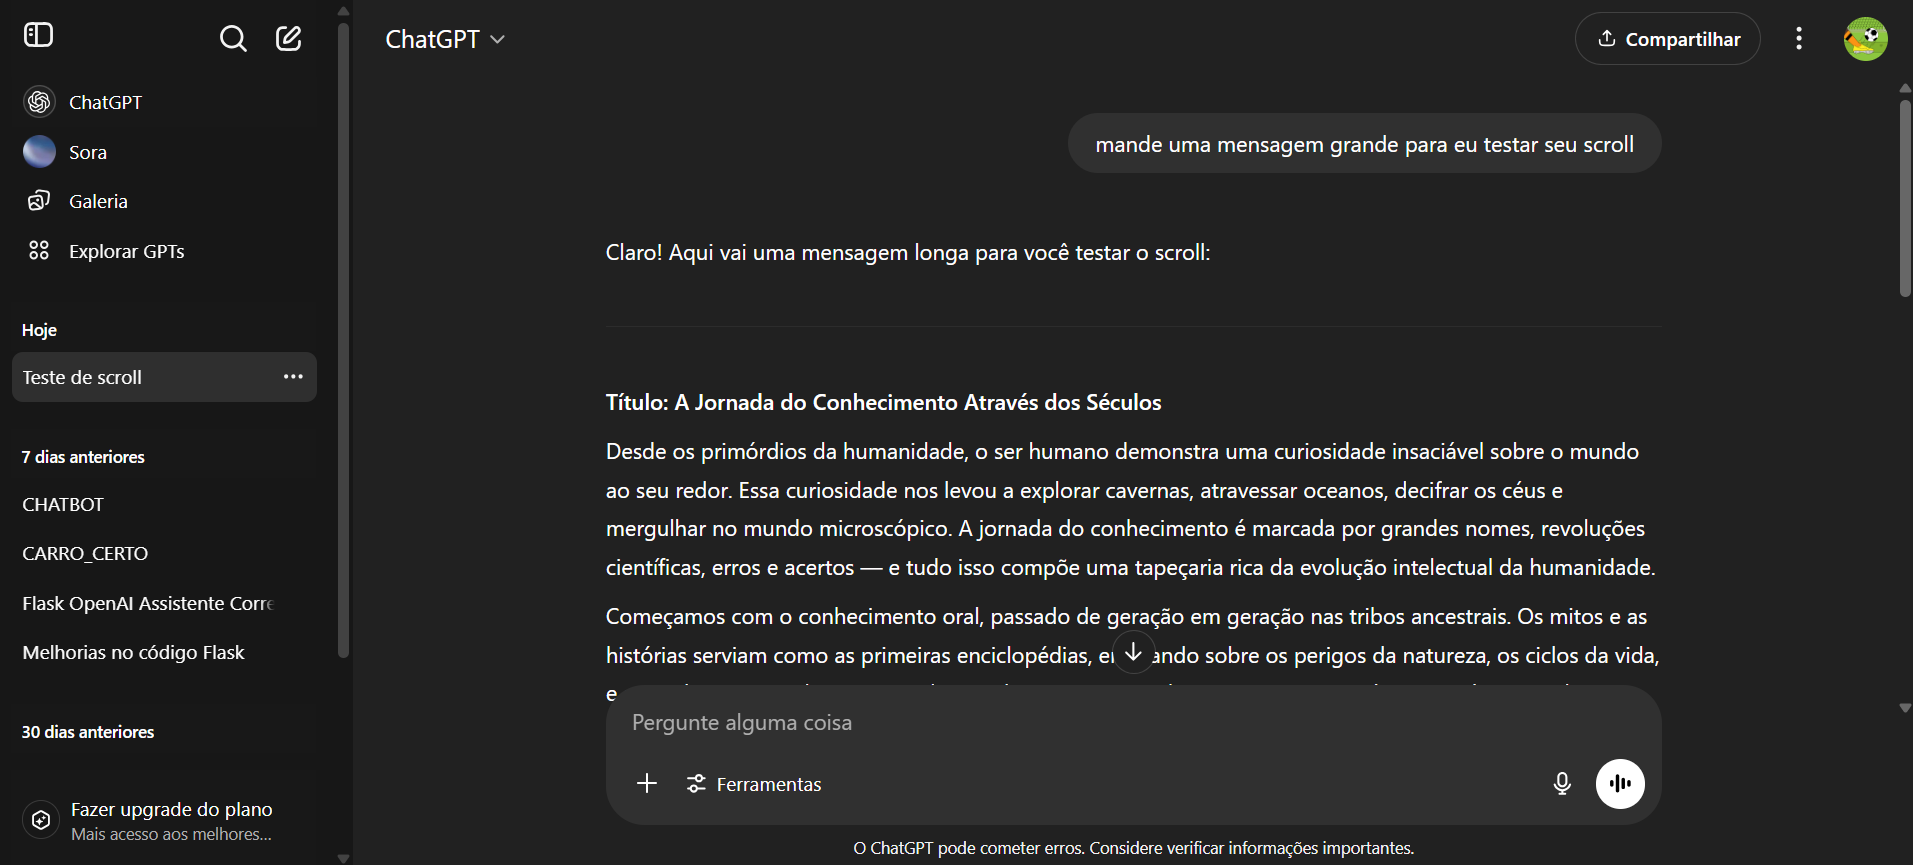 ChatGPT
Sora
Galeria
Explorar GPTs
Hoje
Teste de scroll
7 dias anteriores
CHATBOT
CARRO_CERTO
Flask OpenAI Assistente Corre
Melhorias no código Flask
30 dias anteriores
Fazer upgrade do plano
Mais acesso aos melhores...
ChatGPT
Compartilhar
mande uma mensagem grande para eu testar seu scroll
Claro! Aqui vai uma mensagem longa para você testar o scroll:
Título: A Jornada do Conhecimento Através dos Séculos
Desde os primórdios da humanidade, o ser humano demonstra uma curiosidade insaciável sobre o mundo
ao seu redor. Essa curiosidade nos levou a explorar cavernas, atravessar oceanos, decifrar os céus e
mergulhar no mundo microscópico. A jornada do conhecimento é marcada por grandes nomes, revoluções
científicas, erros e acertos — e tudo isso compõe uma tapeçaria rica da evolução intelectual da humanidade.
Começamos com o conhecimento oral, passado de geração em geração nas tribos ancestrais. Os mitos e as
histórias serviam como as primeiras enciclopédias, sobre os perigos da natureza, os ciclos da vida,
e
Pergunte alguma coisa
Ferramentas
O ChatGPT pode cometer erros. Considere verificar informações importantes.